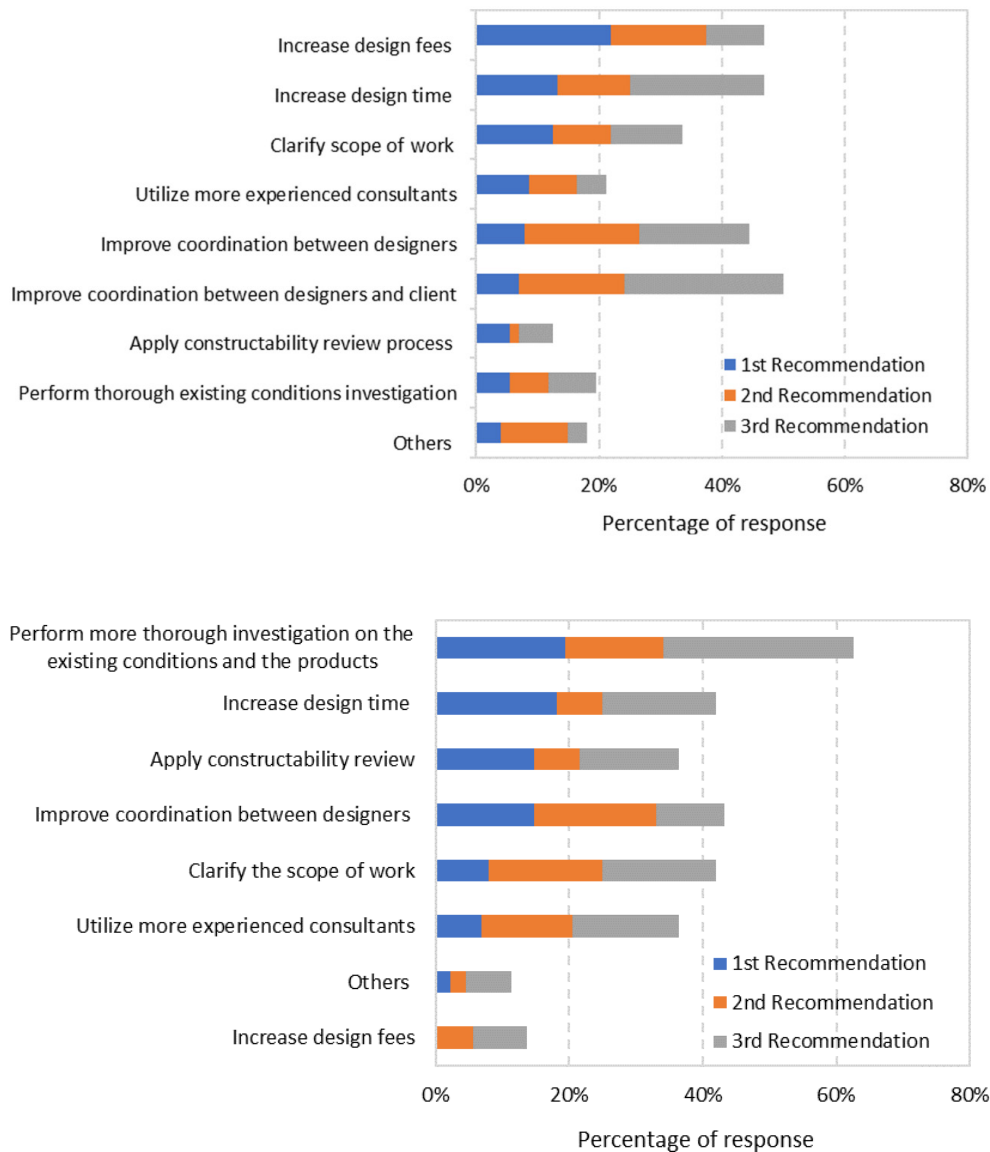 Increase design fees
Increase design time
Clarify scope of work
Utilize more experienced consultants
Improve coordination between designers
Improve coordination between designers and client
Apply constructability review process
Perform thorough existing conditions investigation
Others
1st Recommendation
2nd Recommendation
3rd Recommendation
0% 20% 40% 60% 80%
Percentage of response
Perform more thorough investigation on the
existing conditions and the products
Increase design time
Apply constructability review
Improve coordination between designers
Clarify the scope of work
Utilize more experienced consultants
Others
Increase design fees
1st Recommendation
2nd Recommendation
3rd Recommendation
0% 20% 40% 60% 80%
Percentage of response